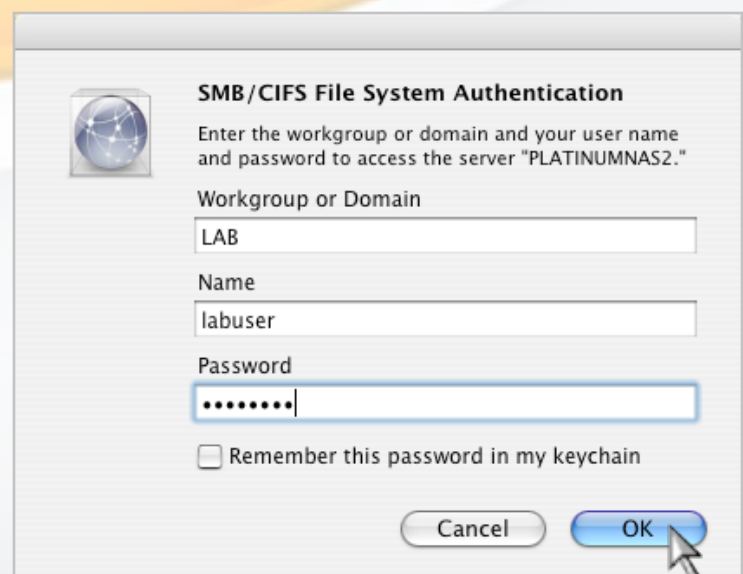 SMB/CIFS File System Authentication
Enter the workgroup or domain and your user name
and password to access the server "PLATINUMNAS2."
Workgroup or Domain
LAB
Name
labuser
Password
••••••••
Remember this password in my keychain
Cancel
OK